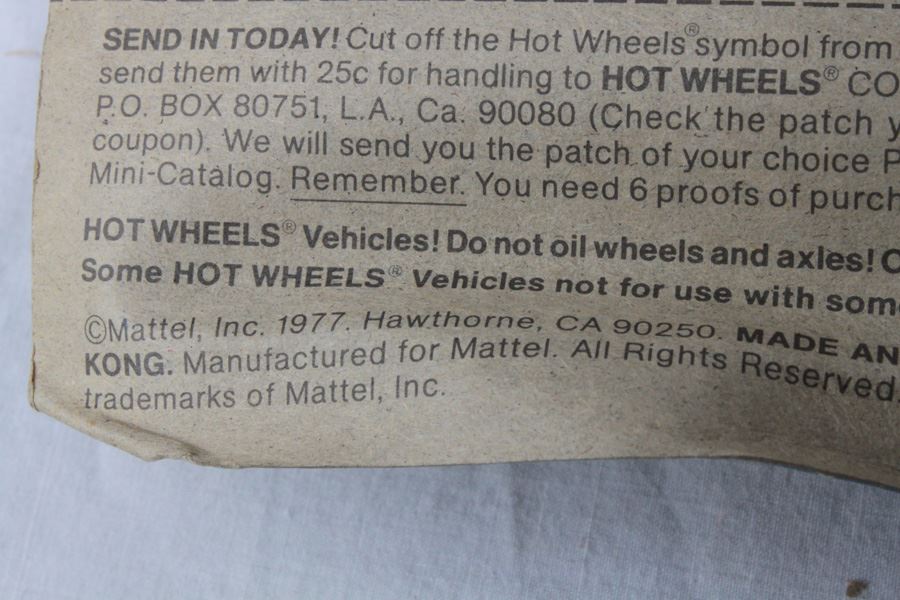 SEND IN TODAY! Cut off the Hot Wheels® symbol from
send them with 25c for handling to HOT WHEELS® CO
P.O. BOX 80751, L.A., Ca. 90080 (Check the patch y
coupon). We will send you the patch of your choice P
Mini-Catalog. Remember. You need 6 proofs of purch
HOT WHEELS® Vehicles! Do not oil wheels and axles! C
Some HOT WHEELS® Vehicles not for use with som
©Mattel, Inc. 1977. Hawthorne, CA 90250. MADE AN
KONG. Manufactured for Mattel. All Rights Reserved.
trademarks of Mattel, Inc.